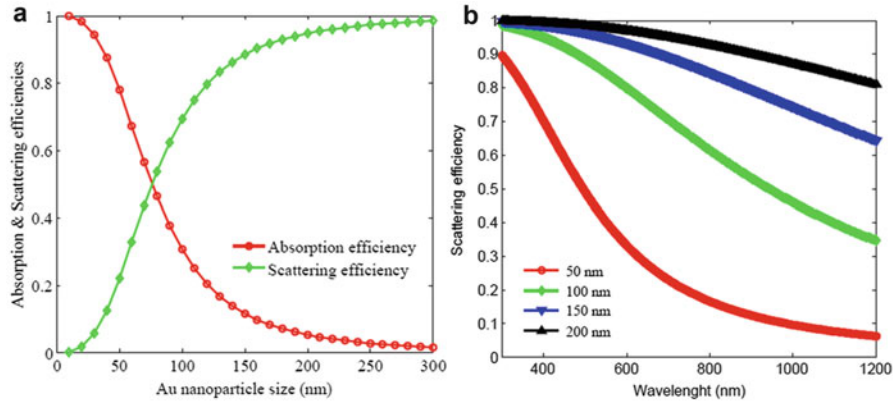 a
Absorption & Scattering efficiencies
1
0.8
0.6
0.4
0.2
0
0
50
100
150
200
250
300
Au nanoparticle size (nm)
Absorption efficiency
Scattering efficiency
b
Scattering efficiency
1
0.9
0.8
0.7
0.6
0.5
0.4
0.3
0.2
0.1
0
400
600
800
1000
1200
Wavelenght (nm)
50 nm
100 nm
150 nm
200 nm